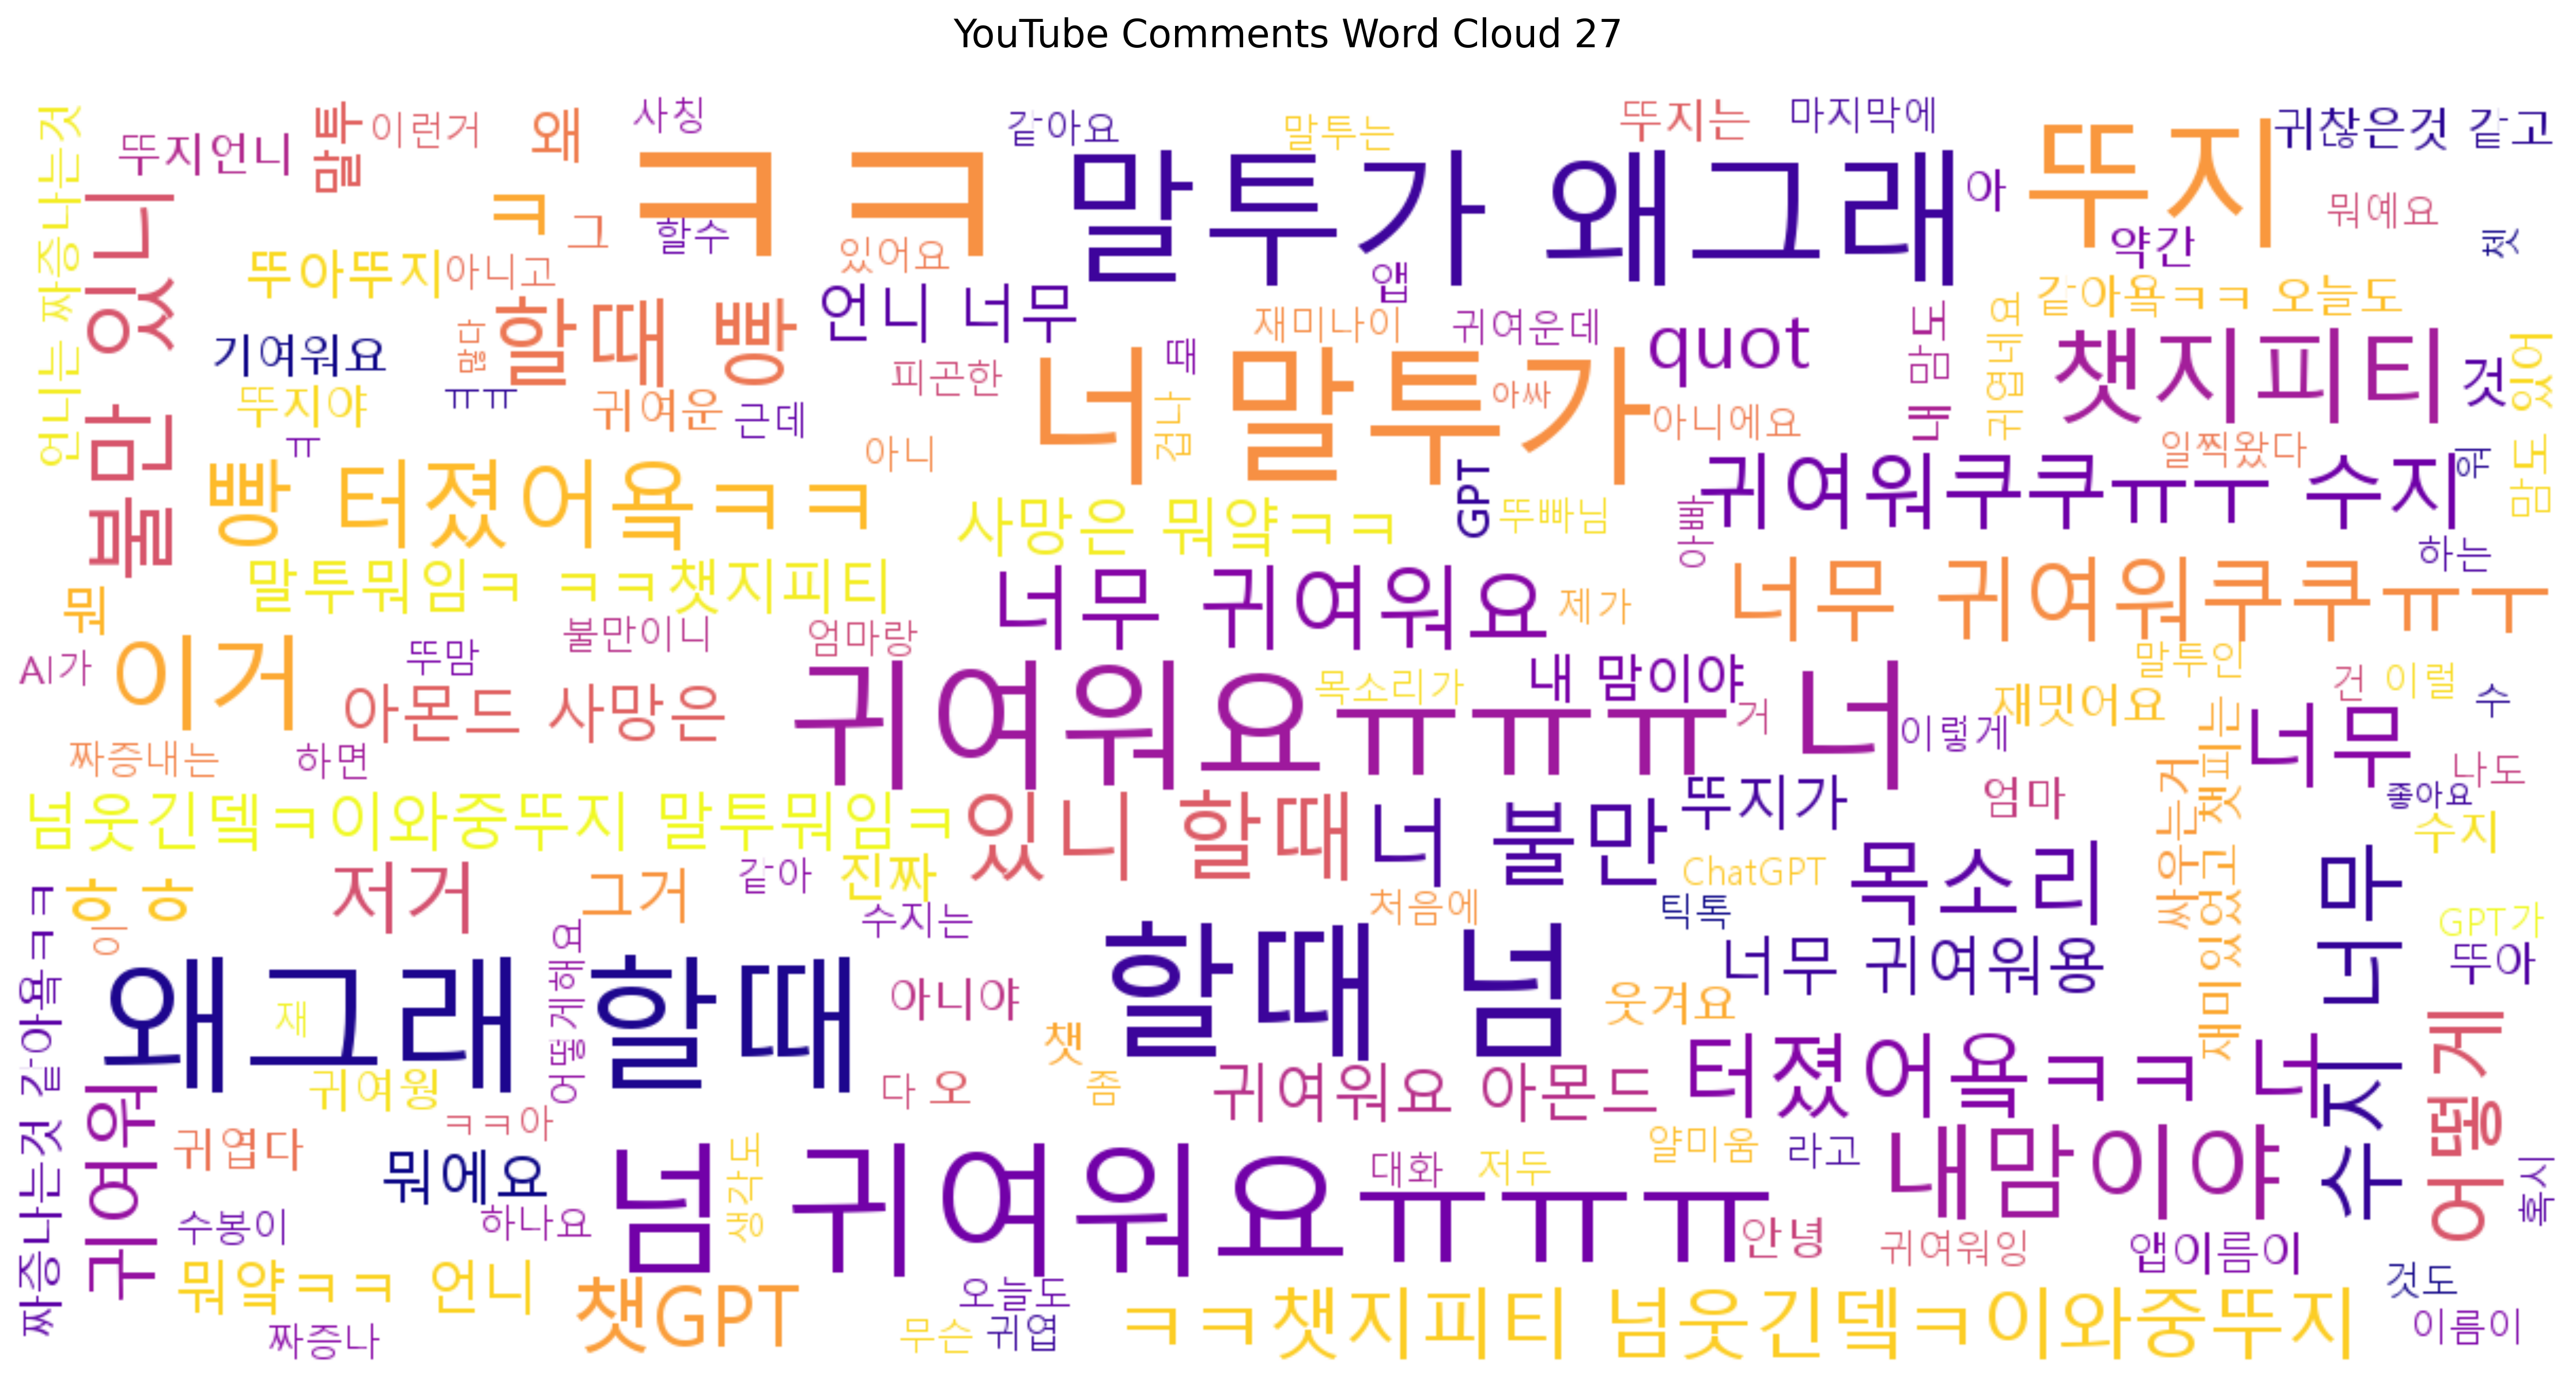 YouTube Comments Word Cloud 27
사칭
같아요
말투는
뚜지는
마지막에
뚜지언니
말투
이런거
왜
ㅋ ㅋ
말투가 왜그래
아
뚜지
귀찮은것 같고
언니는 짜증나는것
불만 있니
ㅋ
그
할수
있어요
앱
약간
뭐예요
챗
뚜아뚜지
아니고
할때 빵
언니 너무
재미나이
귀여운데
quot
내 맘도
귀엽네여
같아욬ㅋㅋ 오늘도
기여워요
피곤한
때
너 말투가
아싸
챗지피티
것
맘도 있어
뚜지야
ㅠㅠ
귀여운
근데
겁나
아니에요
ㅠ
아니
일찍왔다
빵 터졌어욬ㅋㅋ
사망은 뭐얔ㅋㅋ
GPT
뚜빠님
아빠
귀여워쿠쿠ㅠㅜ 수지
워
하는
말투뭐임ㅋ ㅋㅋ챗지피티
너무 귀여워요
제가
너무 귀여워쿠쿠ㅠㅜ
뭐
불만이니
엄마랑
AI가
이거
뚜맘
아몬드 사망은
귀여워요ㅠㅠㅠ
목소리가
내 맘이야
거
너
이렇게
말투인
재밋어요
건
이럴
수
짜증내는
하면
너무
나도
넘웃긴뎈ㅋ이와중뚜지 말투뭐임ㅋ
있니 할때
너 불만
뚜지가
엄마
싸우는거
재미있었고 챗피는
좋아요
수지
ㅎㅎ
저거
그거
같아
진짜
ChatGPT
목소리
수지 너무
이
수지는
처음에
틱톡
GPT가
왜그래 할때
재
어떻게해여
아니야
할때 넘
너무 귀여워용
뚜아
웃겨요
챗
짜증나는것 같아욕ㅋㅋ
귀여워
귀여웡
다
오
좀
귀여워요 아몬드
터졌어욬ㅋㅋ 너
어떻게
ㅋㅋ아
귀엽다
뭐에요
넘 귀여워요ㅠㅠㅠ
생각보
대화
저두
얄미움
라고
내맘이야
혹시
수봉이
하나요
안녕
귀여워잉
앱이름이
뭐얔ㅋㅋ 언니
챗GPT
오늘도
것도
짜증나
무슨
귀엽
ㅋㅋ챗지피티 넘웃긴뎈ㅋ이와중뚜지
이름이